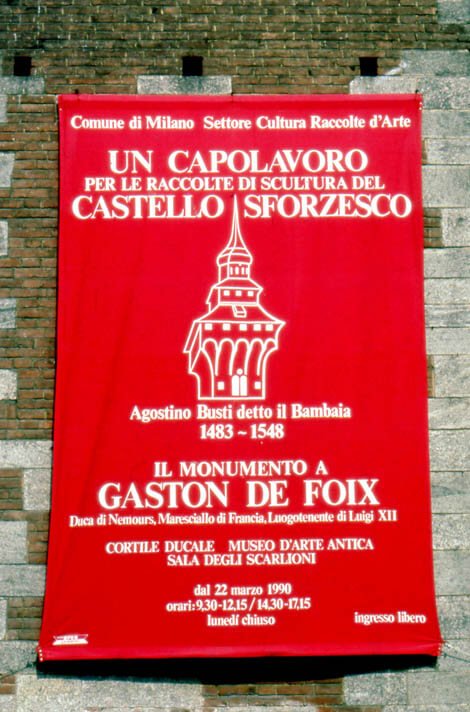 Comune di Milano Settore Cultura Raccolte d'Arte
UN CAPOLAVORO
PER LE RACCOLTE DI SCULTURA DEL
CASTELLO SFORZESCO
Agostino Busti detto il Bambaia
1483 ~ 1548
IL MONUMENTO A
GASTON DE FOIX
Duca di Nemours, Maresciallo di Francia, Luogotenente di Luigi XII
CORTILE DUCALE MUSEO D'ARTE ANTICA
SALA DEGLI SCARLIONI
dal 22 marzo 1990
orari: 9,30-12,15 / 14,30-17,15
lunedí chiuso
ingresso libero